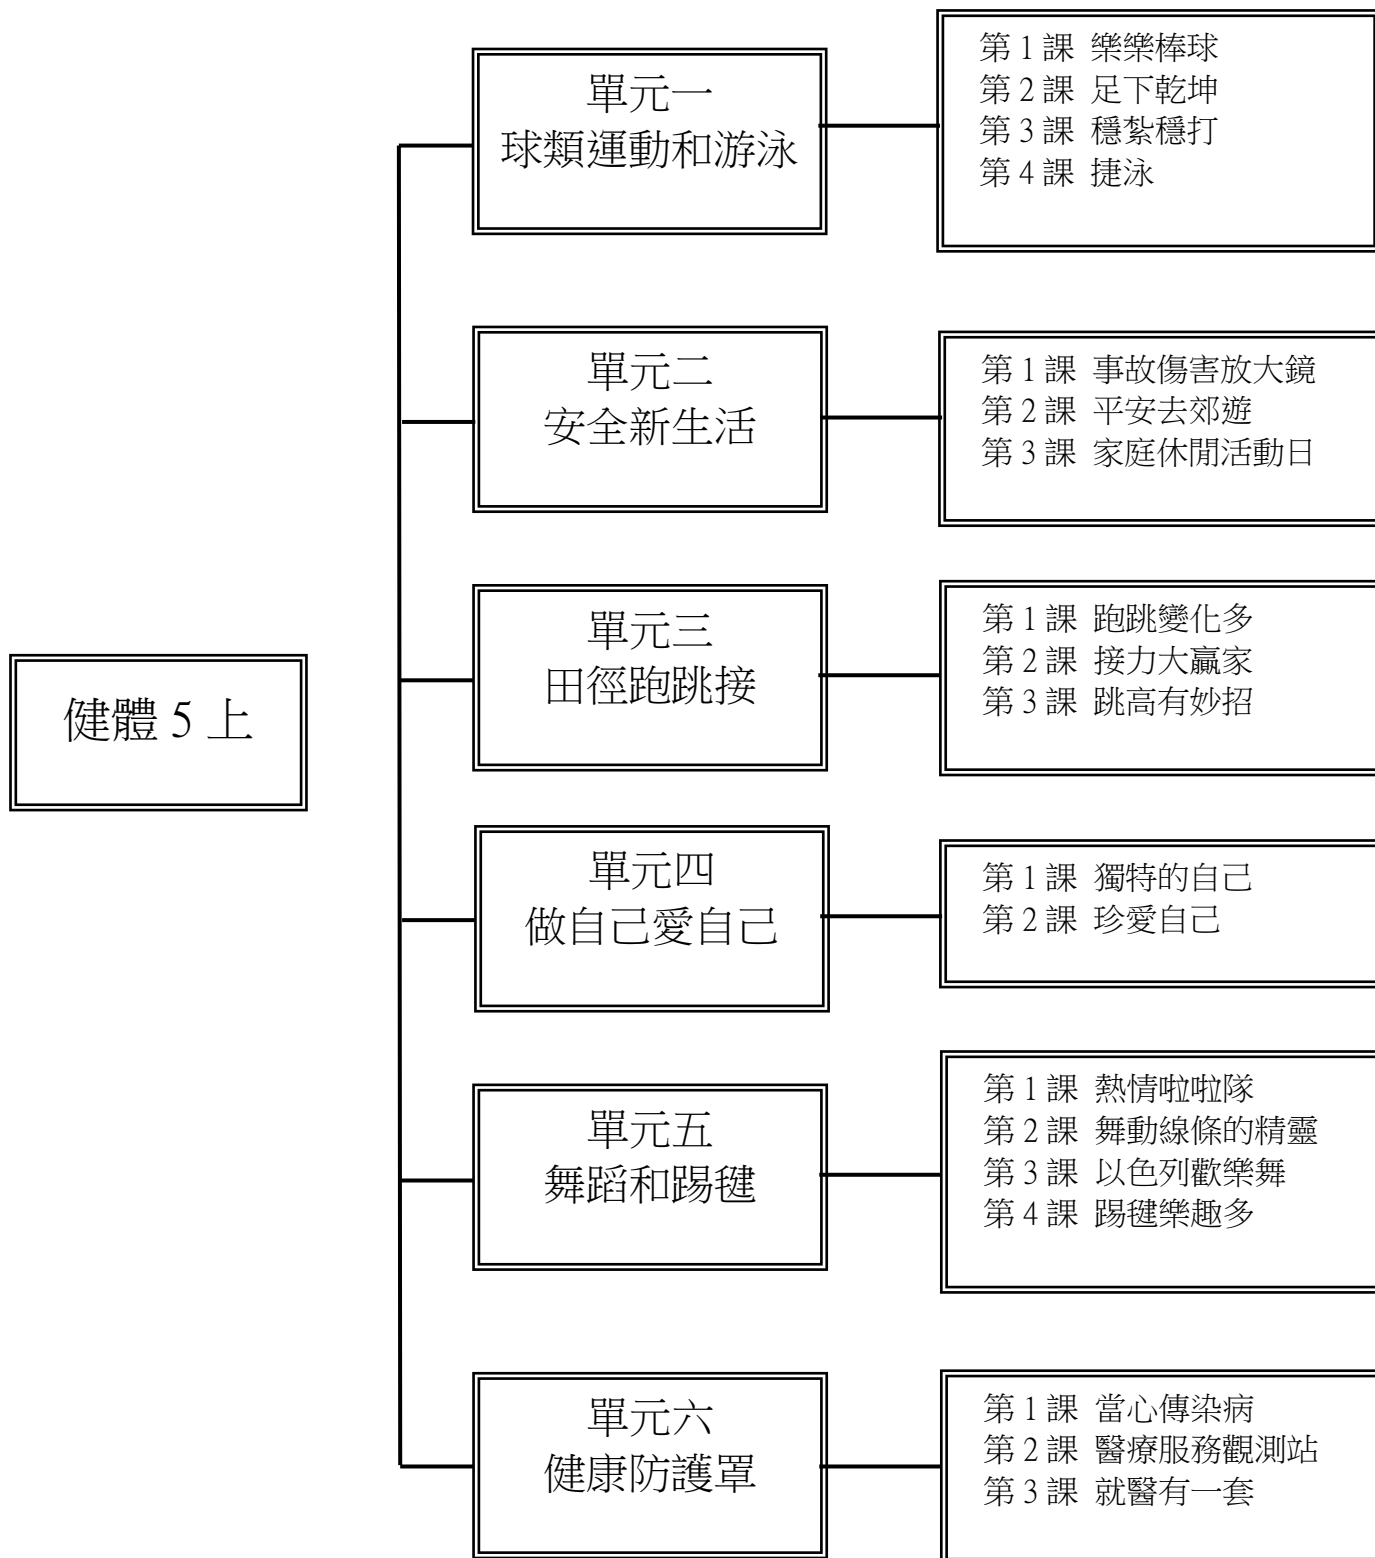 健體 5 上
單元一
球類運動和游泳
第 1 課 樂樂棒球
第 2 課 足下乾坤
第 3 課 穩紮穩打
第 4 課 捷泳
單元二
安全新生活
第 1 課 事故傷害放大鏡
第 2 課 平安去郊遊
第 3 課 家庭休閒活動日
單元三
田徑跑跳接
第 1 課 跑跳變化多
第 2 課 接力大贏家
第 3 課 跳高有妙招
單元四
做自己愛自己
第 1 課 獨特的自己
第 2 課 珍愛自己
單元五
舞蹈和踢毽
第 1 課 熱情啦啦隊
第 2 課 舞動線條的精靈
第 3 課 以色列歡樂舞
第 4 課 踢毽樂趣多
單元六
健康防護罩
第 1 課 當心傳染病
第 2 課 醫療服務觀測站
第 3 課 就醫有一套